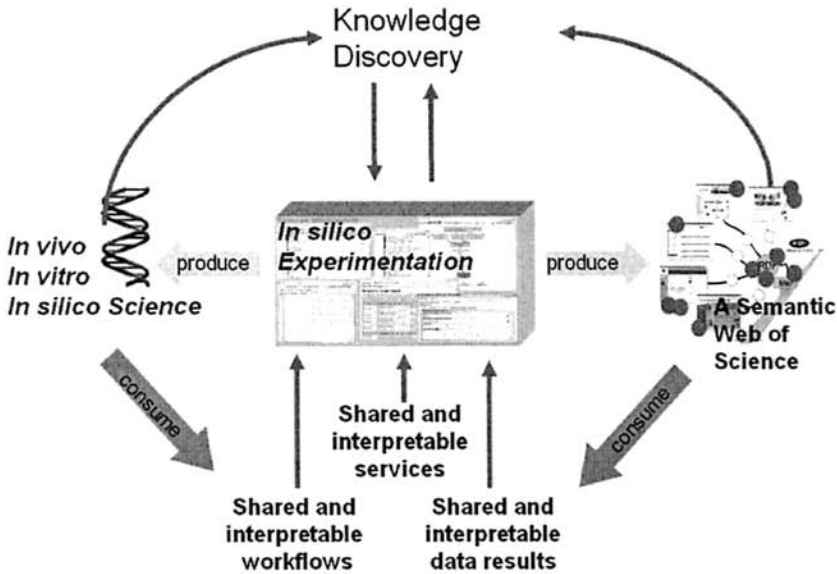 Knowledge
Discovery
In vivo
In vitro
In silico Science
produce
In silico
Experimentation
produce
A Semantic
Web of
Science
consume
consume
Shared and
interpretable
services
Shared and
interpretable
workflows
Shared and
interpretable
data results